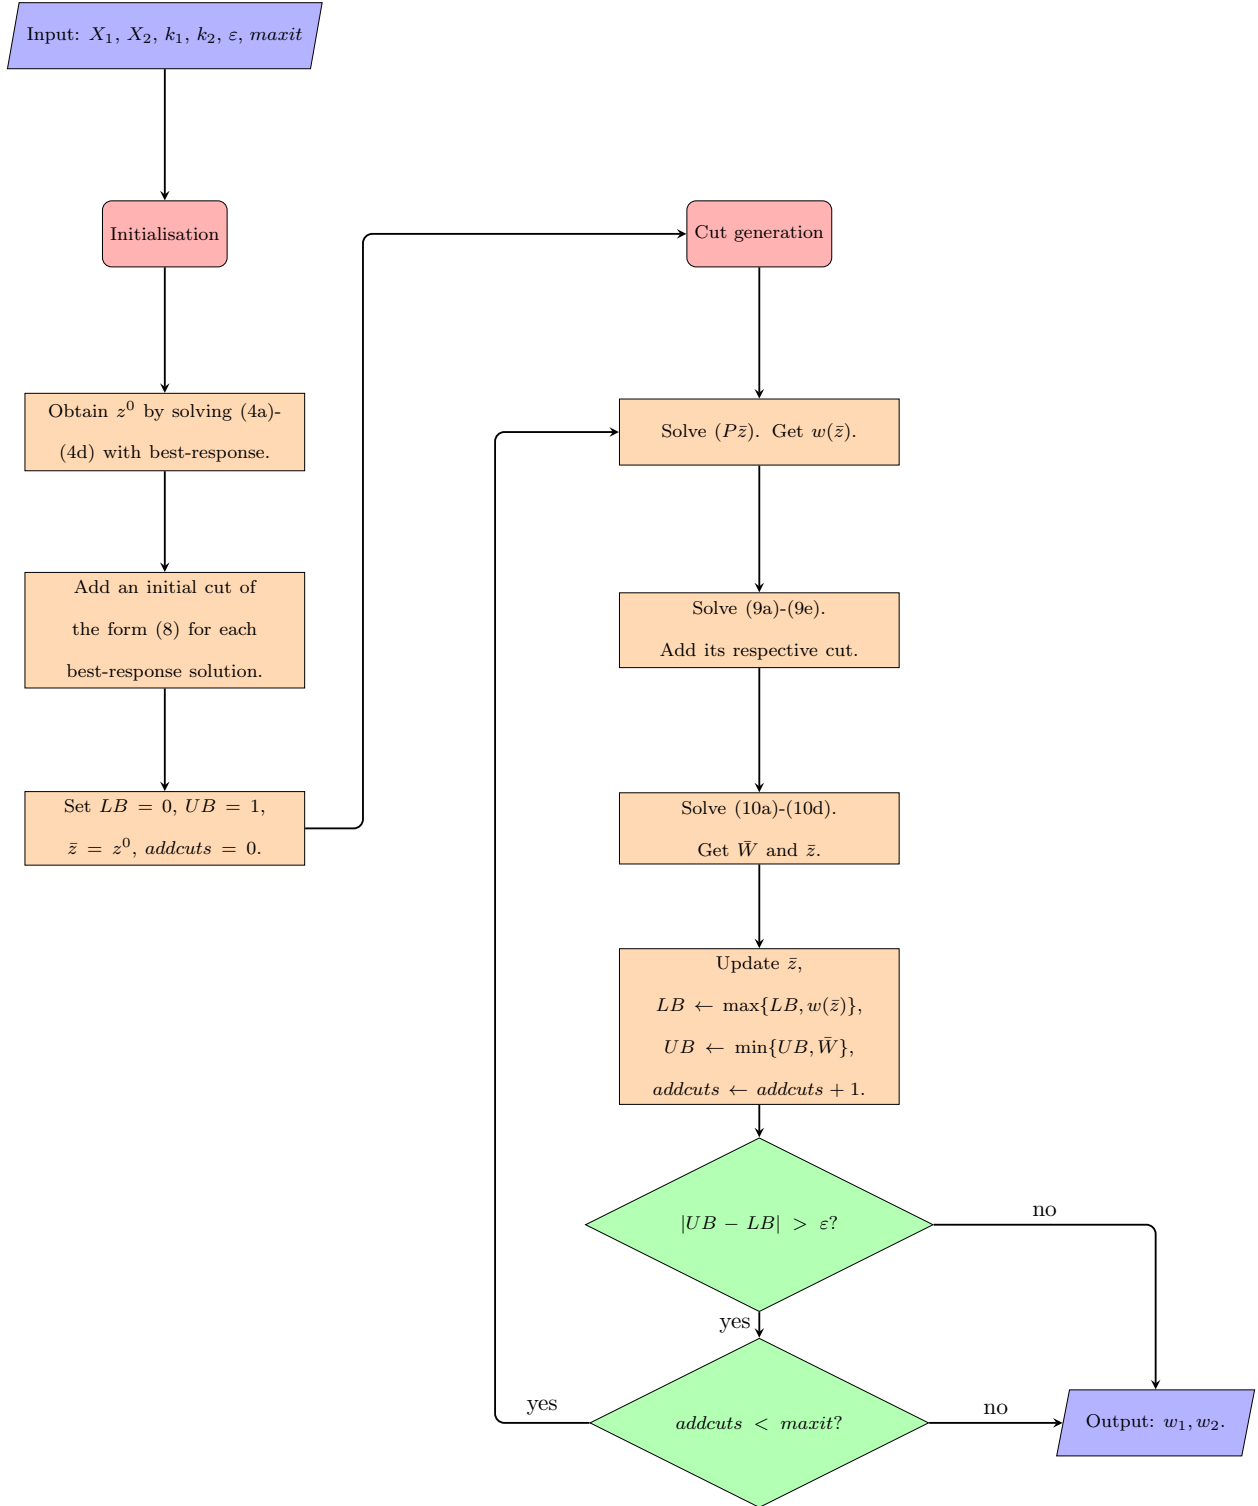 Input: X₁, X₂, k₁, k₂, ε, maxit
Initialisation
Obtain z⁰ by solving (4a)-
(4d) with best-response.
Add an initial cut of
the form (8) for each
best-response solution.
Set LB = 0, UB = 1,
z̄ = z⁰, addcuts = 0.
Cut generation
Solve (Pz̄). Get w(z̄).
Solve (9a)-(9e).
Add its respective cut.
Solve (10a)-(10d).
Get W̄ and z̄.
Update z̄,
LB ← max{LB, w(z̄)},
UB ← min{UB, W̄},
addcuts ← addcuts + 1.
|UB − LB| > ε?
no
yes
addcuts < maxit?
yes
no
Output: w₁, w₂.